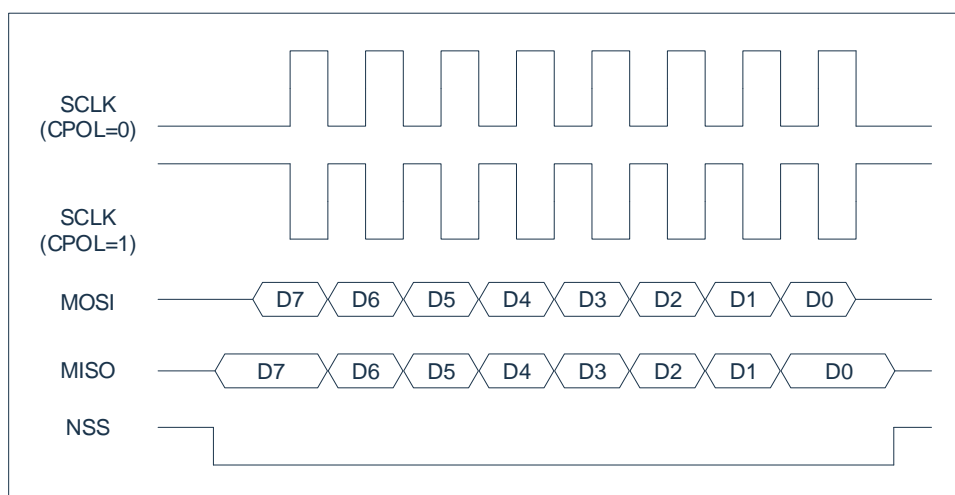 SCLK
(CPOL=0)
SCLK
(CPOL=1)
MOSI D7 D6 D5 D4 D3 D2 D1 D0
MISO D7 D6 D5 D4 D3 D2 D1 D0
NSS